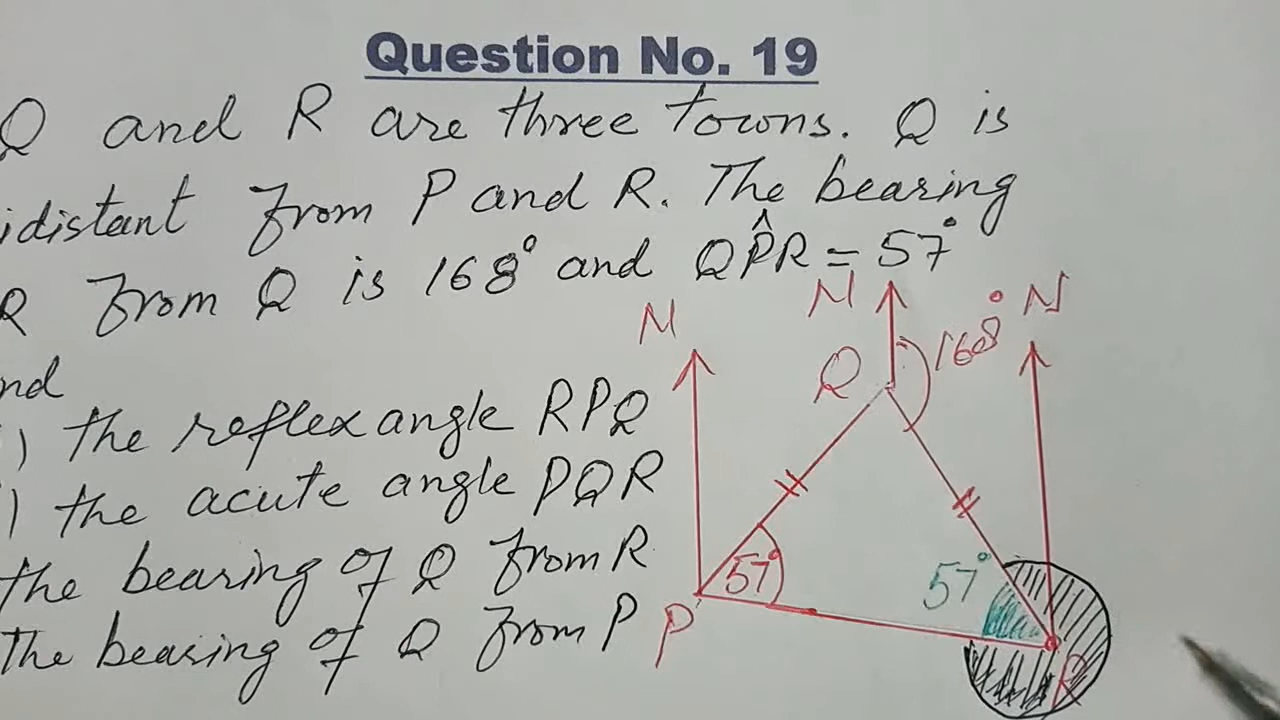 Question No. 19
Q and R are three towns. Q is
idistant from P and R. The bearing
R from Q is 168° and QP̂R = 57°
nd
) the reflex angle RPQ
) the acute angle PQR
the bearing of Q from R
The bearing of Q from P
N
N
N
168°
Q
57°
57°
P
R